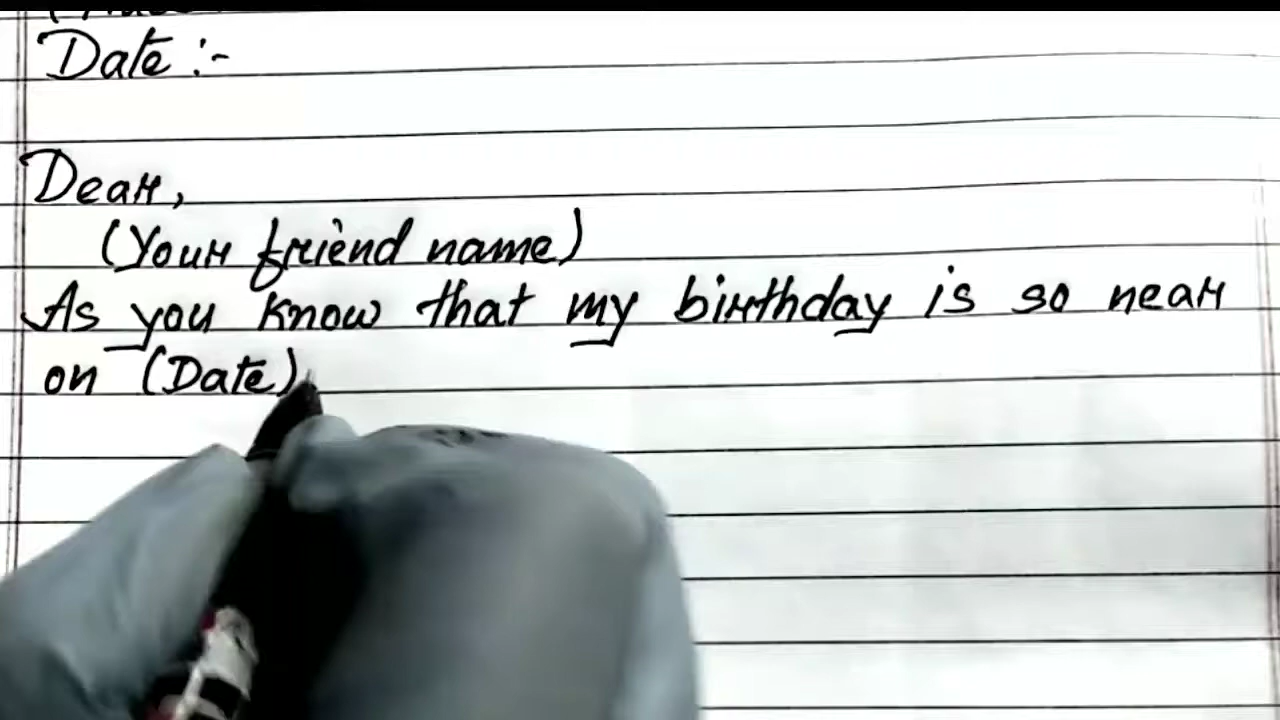 Date :-
Dear,
(Your friend name)
As you know that my birthday is so near
on (Date)